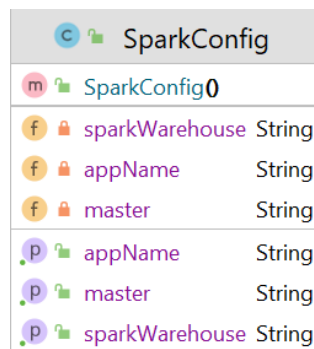 C SparkConfig
m SparkConfig()
f sparkWarehouse String
f appName String
f master String
p appName String
p master String
p sparkWarehouse String